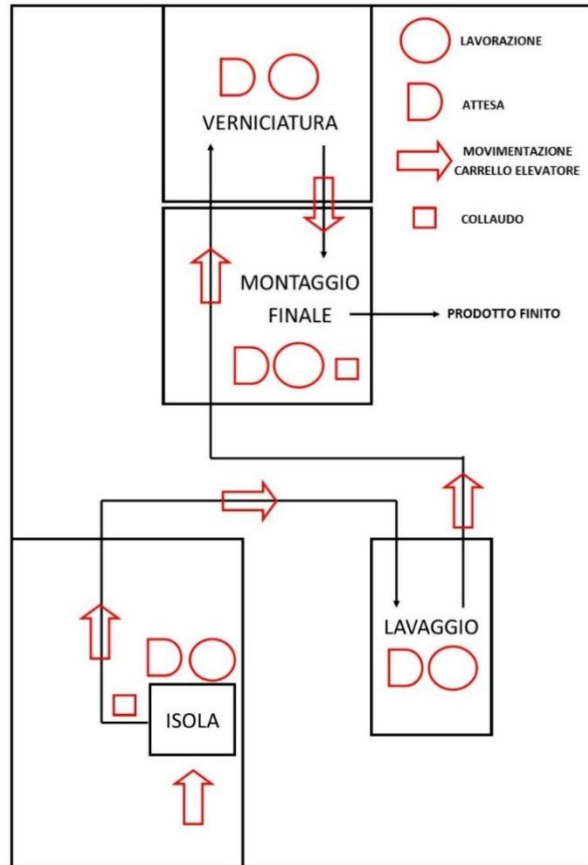 LAVORAZIONE
ATTESA
MOVIMENTAZIONE
CARRELLO ELEVATORE
COLLAUDO
VERNICIATURA
MONTAGGIO
FINALE
PRODOTTO FINITO
LAVAGGIO
ISOLA